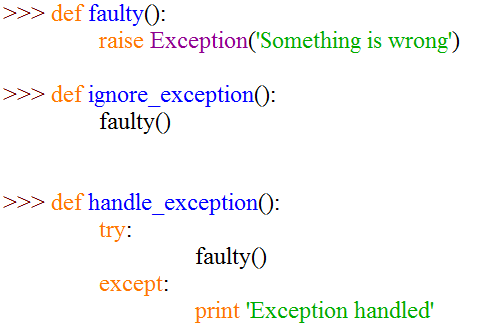 >>> def faulty():
raise Exception('Something is wrong')
>>> def ignore_exception():
faulty()
>>> def handle_exception():
try:
faulty()
except:
print 'Exception handled'